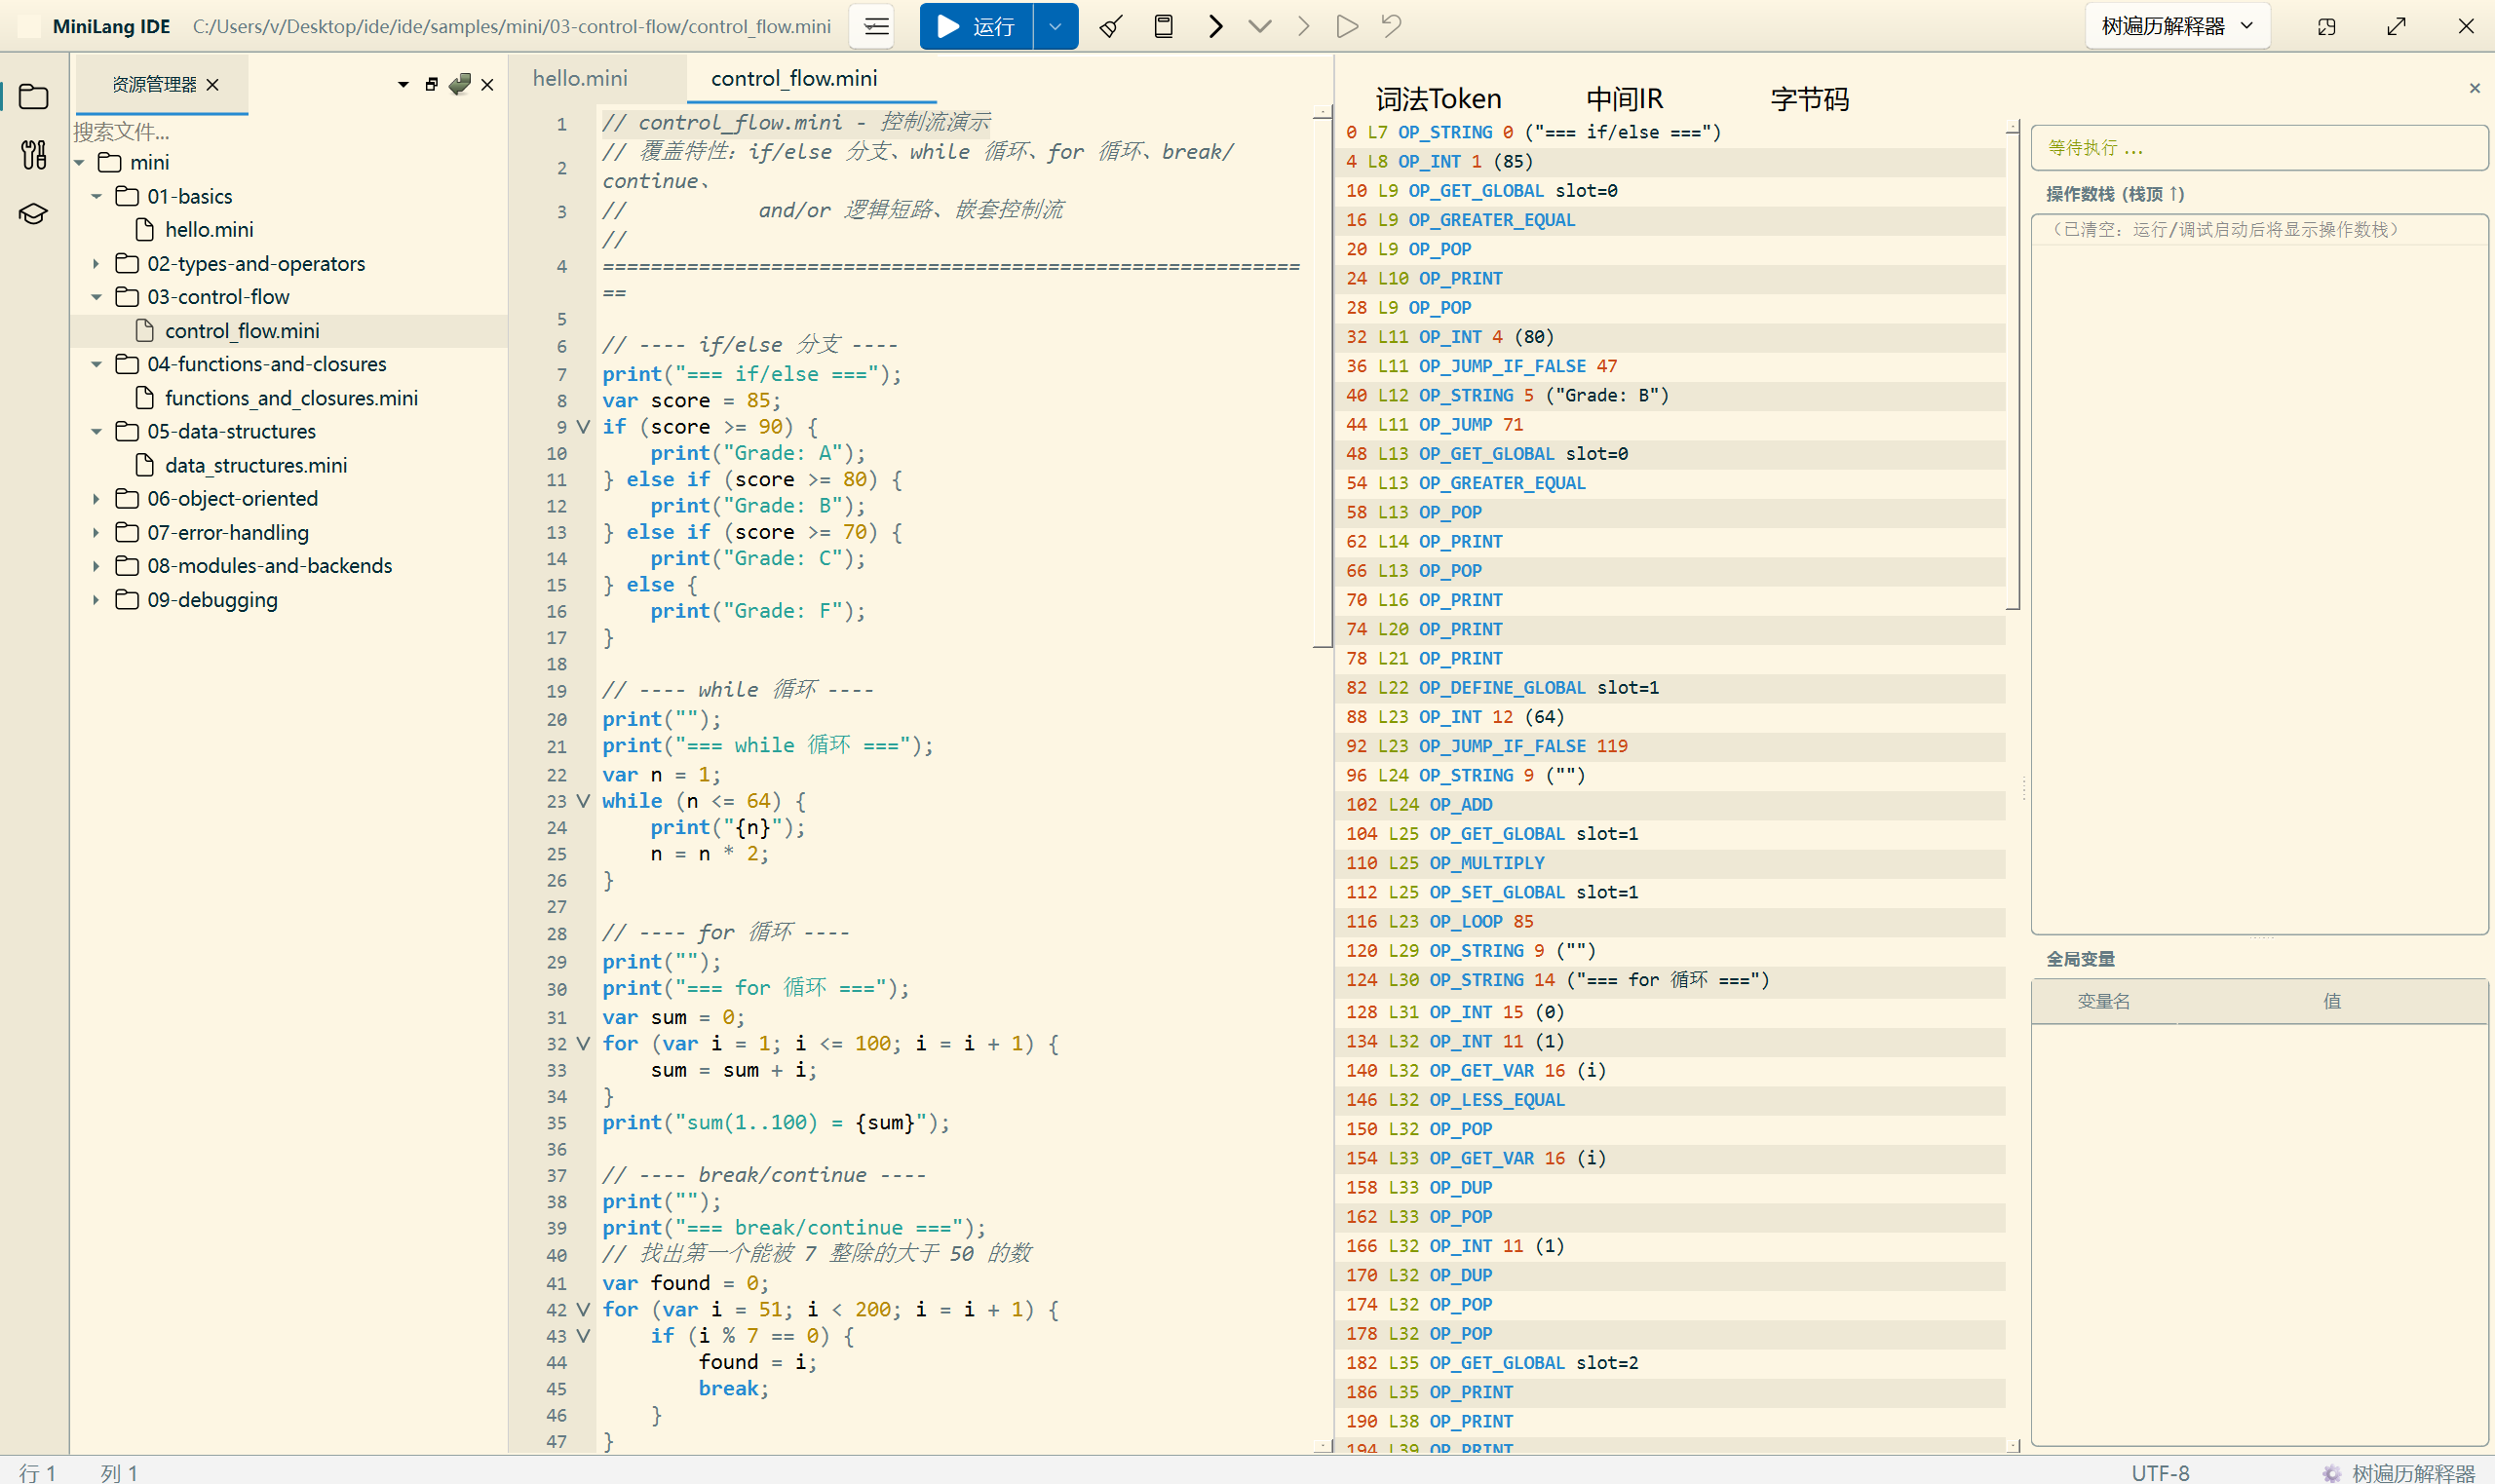 MiniLang IDE C:/Users/v/Desktop/ide/ide/samples/mini/03-control-flow/control_flow.mini 运行 树遍历解释器
资源管理器
搜索文件...
mini
01-basics
hello.mini
02-types-and-operators
03-control-flow
control_flow.mini
04-functions-and-closures
functions_and_closures.mini
05-data-structures
data_structures.mini
06-object-oriented
07-error-handling
08-modules-and-backends
09-debugging
hello.mini control_flow.mini
1 // control_flow.mini - 控制流演示
2 // 覆盖特性: if/else 分支、while 循环、for 循环、break/
continue、
3 // and/or 逻辑短路、嵌套控制流
4 //
==========================================================
==
5
6 // ---- if/else 分支 ----
7 print("=== if/else ===");
8 var score = 85;
9 if (score >= 90) {
10 print("Grade: A");
11 } else if (score >= 80) {
12 print("Grade: B");
13 } else if (score >= 70) {
14 print("Grade: C");
15 } else {
16 print("Grade: F");
17 }
18
19 // ---- while 循环 ----
20 print("");
21 print("=== while 循环 ===");
22 var n = 1;
23 while (n <= 64) {
24 print("{n}");
25 n = n * 2;
26 }
27
28 // ---- for 循环 ----
29 print("");
30 print("=== for 循环 ===");
31 var sum = 0;
32 for (var i = 1; i <= 100; i = i + 1) {
33 sum = sum + i;
34 }
35 print("sum(1..100) = {sum}");
36
37 // ---- break/continue ----
38 print("");
39 print("=== break/continue ===");
40 // 找出第一个能被 7 整除的大于 50 的数
41 var found = 0;
42 for (var i = 51; i < 200; i = i + 1) {
43 if (i % 7 == 0) {
44 found = i;
45 break;
46 }
47 }
词法Token 中间IR 字节码
0 L7 OP_STRING 0 ("=== if/else ===")
4 L8 OP_INT 1 (85)
10 L9 OP_GET_GLOBAL slot=0
16 L9 OP_GREATER_EQUAL
20 L9 OP_POP
24 L10 OP_PRINT
28 L9 OP_POP
32 L11 OP_INT 4 (80)
36 L11 OP_JUMP_IF_FALSE 47
40 L12 OP_STRING 5 ("Grade: B")
44 L11 OP_JUMP 71
48 L13 OP_GET_GLOBAL slot=0
54 L13 OP_GREATER_EQUAL
58 L13 OP_POP
62 L14 OP_PRINT
66 L13 OP_POP
70 L16 OP_PRINT
74 L20 OP_PRINT
78 L21 OP_PRINT
82 L22 OP_DEFINE_GLOBAL slot=1
88 L23 OP_INT 12 (64)
92 L23 OP_JUMP_IF_FALSE 119
96 L24 OP_STRING 9 ("")
102 L24 OP_ADD
104 L25 OP_GET_GLOBAL slot=1
110 L25 OP_MULTIPLY
112 L25 OP_SET_GLOBAL slot=1
116 L23 OP_LOOP 85
120 L29 OP_STRING 9 ("")
124 L30 OP_STRING 14 ("=== for 循环 ===")
128 L31 OP_INT 15 (0)
134 L32 OP_INT 11 (1)
140 L32 OP_GET_VAR 16 (i)
146 L32 OP_LESS_EQUAL
150 L32 OP_POP
154 L33 OP_GET_VAR 16 (i)
158 L33 OP_DUP
162 L33 OP_POP
166 L32 OP_INT 11 (1)
170 L32 OP_DUP
174 L32 OP_POP
178 L32 OP_POP
182 L35 OP_GET_GLOBAL slot=2
186 L35 OP_PRINT
190 L38 OP_PRINT
194 L39 OP_PRINT
等待执行 ...
操作数栈 (栈顶 ↑)
（已清空: 运行/调试启动后将显示操作数栈）
全局变量
变量名 值
行 1 列 1 UTF-8 树遍历解释器